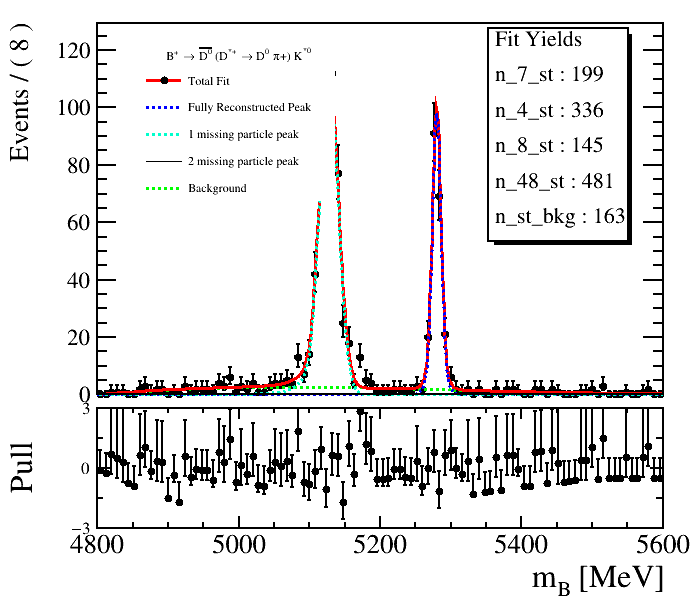 Events / ( 8 )
120
100
80
60
40
20
0
B⁺ → D̅⁰ (D*⁺ → D⁰ π+) K*⁰
Total Fit
Fully Reconstructed Peak
1 missing particle peak
2 missing particle peak
Background
Fit Yields
n_7_st : 199
n_4_st : 336
n_8_st : 145
n_48_st : 481
n_st_bkg : 163
Pull
3
0
−3
4800 5000 5200 5400 5600
m_B [MeV]